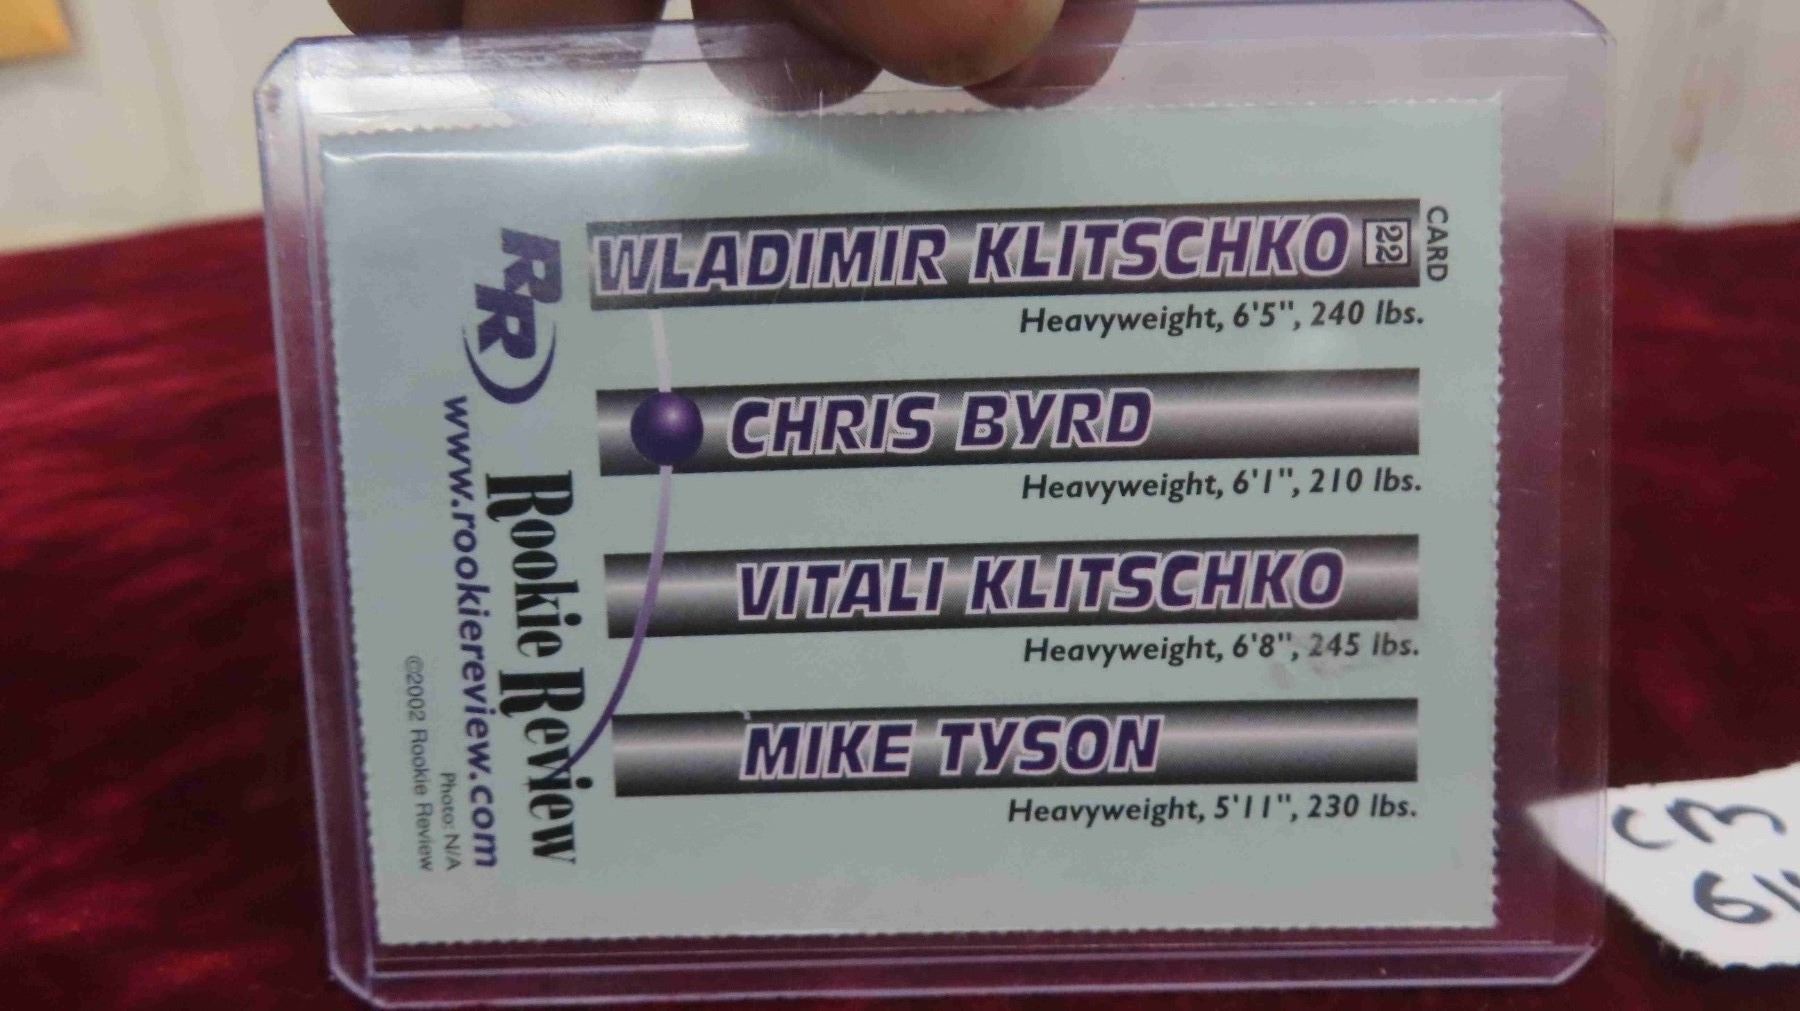 WLADIMIR KLITSCHKO 22
CARD
Heavyweight, 6'5", 240 lbs.
CHRIS BYRD
Heavyweight, 6'1", 210 lbs.
VITALI KLITSCHKO
Heavyweight, 6'8", 245 lbs.
MIKE TYSON
Heavyweight, 5'11", 230 lbs.
RR
Rookie Review
www.rookiereview.com
Photo: N/A
©2002 Rookie Review
CM